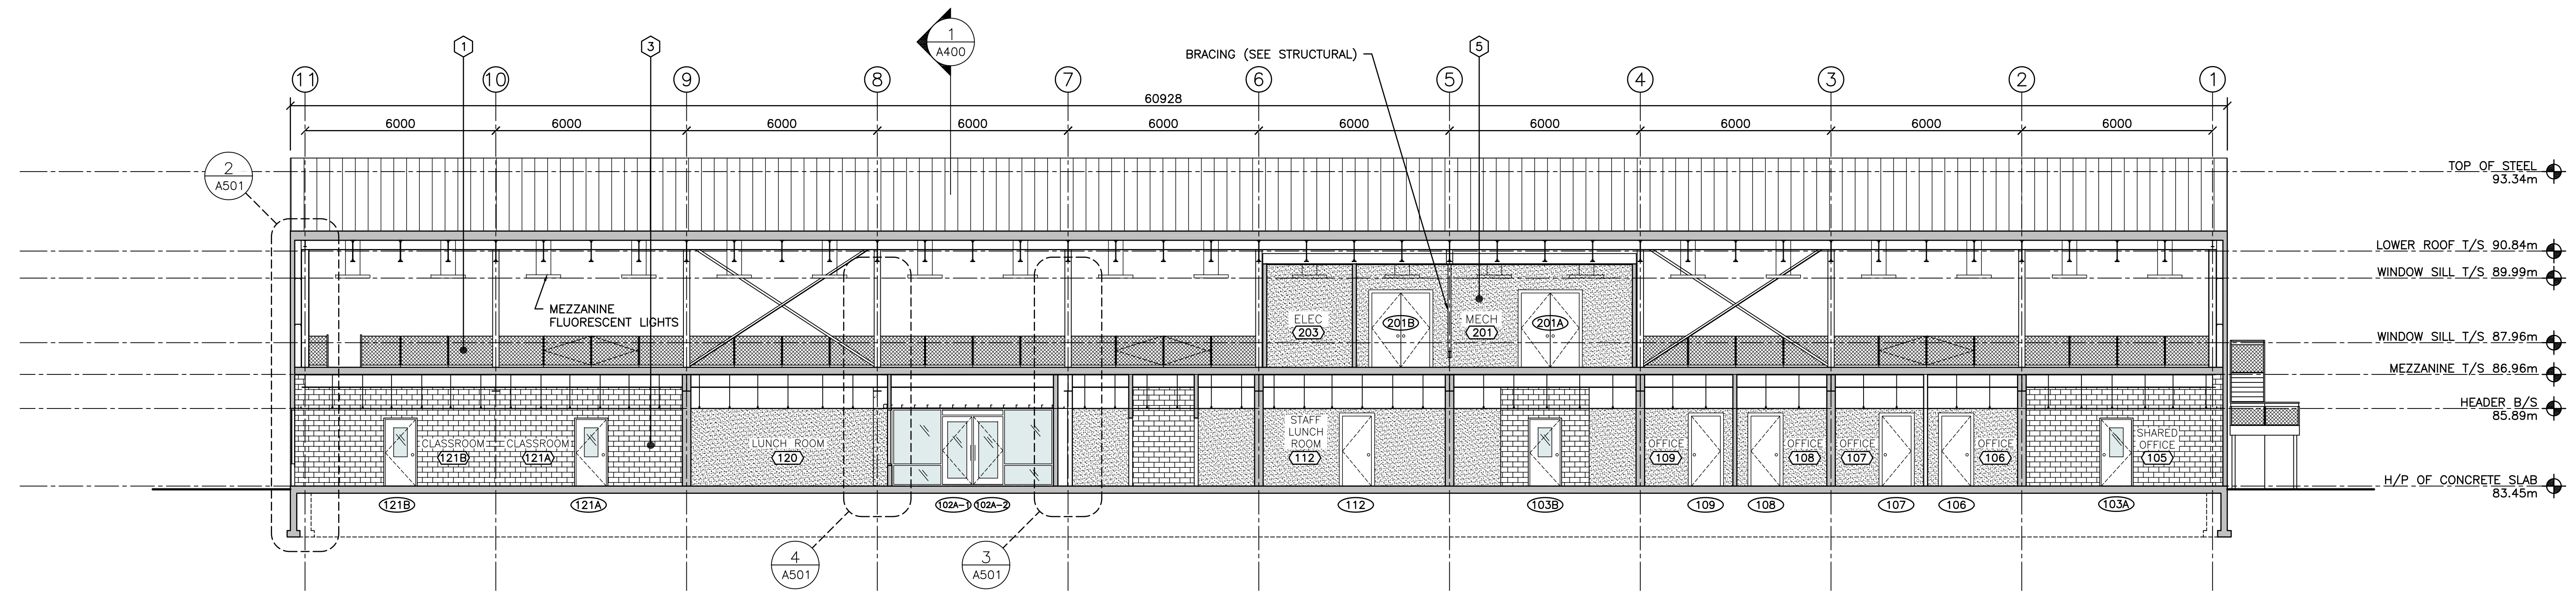 1
A400
1
3
BRACING (SEE STRUCTURAL)
5
11
10
9
8
7
6
5
4
3
2
1
60928
6000
6000
6000
6000
6000
6000
6000
6000
6000
6000
2
A501
TOP OF STEEL
93.34m
LOWER ROOF T/S 90.84m
WINDOW SILL T/S 89.99m
MEZZANINE
FLUORESCENT LIGHTS
ELEC
203
201B
MECH
201
201A
WINDOW SILL T/S 87.96m
MEZZANINE T/S 86.96m
HEADER B/S
85.89m
CLASSROOM
121B
CLASSROOM
121A
LUNCH ROOM
120
STAFF
LUNCH
ROOM
112
OFFICE
109
OFFICE
108
OFFICE
107
OFFICE
106
SHARED
OFFICE
105
H/P OF CONCRETE SLAB
83.45m
121B
121A
102A-1
102A-2
112
103B
109
108
107
106
103A
4
A501
3
A501